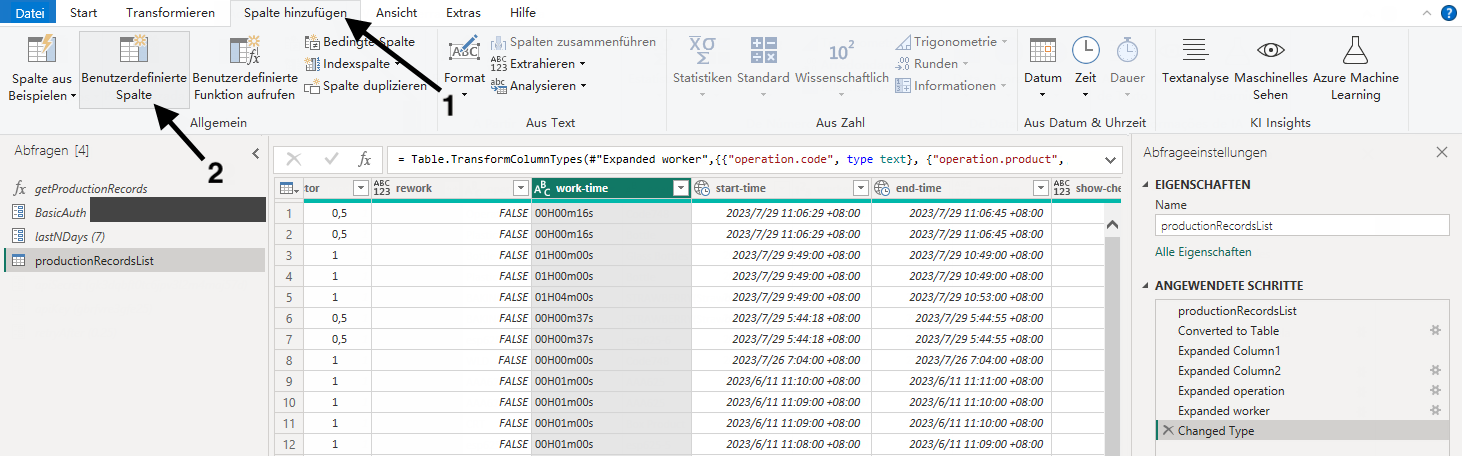 Datei Start Transformieren Spalte hinzufügen Ansicht Extras Hilfe
1
2
Spalte aus Beispielen
Benutzerdefinierte Spalte
Benutzerdefinierte Funktion aufrufen
Bedingte Spalte
Indexspalte
Spalte duplizieren
Allgemein
ABC
Format
Spalten zusammenführen
ABC 123 Extrahieren
abc Analysieren
Aus Text
XΣ σ
Statistiken
Standard
10²
Wissenschaftlich
Trigonometrie
.00 →.0 Runden
Informationen
Aus Zahl
Datum
Zeit
Dauer
Aus Datum & Uhrzeit
Textanalyse
Maschinelles Sehen
Azure Machine Learning
KI Insights
Abfragen [4]
fx getProductionRecords
BasicAuth
lastNDays (7)
productionRecordsList
fx = Table.TransformColumnTypes(#"Expanded worker",{{"operation.code", type text}, {"operation.product",
tor ABC 123 rework ABC work-time start-time end-time ABC 123 show-che
1 0,5 FALSE 00H00m16s 2023/7/29 11:06:29 +08:00 2023/7/29 11:06:45 +08:00
2 0,5 FALSE 00H00m16s 2023/7/29 11:06:29 +08:00 2023/7/29 11:06:45 +08:00
3 1 FALSE 01H00m00s 2023/7/29 9:49:00 +08:00 2023/7/29 10:49:00 +08:00
4 1 FALSE 01H00m00s 2023/7/29 9:49:00 +08:00 2023/7/29 10:49:00 +08:00
5 1 FALSE 01H04m00s 2023/7/29 9:49:00 +08:00 2023/7/29 10:53:00 +08:00
6 0,5 FALSE 00H00m37s 2023/7/29 5:44:18 +08:00 2023/7/29 5:44:55 +08:00
7 0,5 FALSE 00H00m37s 2023/7/29 5:44:18 +08:00 2023/7/29 5:44:55 +08:00
8 1 FALSE 00H00m00s 2023/7/26 7:04:00 +08:00 2023/7/26 7:04:00 +08:00
9 1 FALSE 00H01m00s 2023/6/11 11:10:00 +08:00 2023/6/11 11:11:00 +08:00
10 1 FALSE 00H01m00s 2023/6/11 11:09:00 +08:00 2023/6/11 11:10:00 +08:00
11 1 FALSE 00H01m00s 2023/6/11 11:09:00 +08:00 2023/6/11 11:10:00 +08:00
12 1 FALSE 00H01m00s 2023/6/11 11:08:00 +08:00 2023/6/11 11:09:00 +08:00
Abfrageeinstellungen
EIGENSCHAFTEN
Name
productionRecordsList
Alle Eigenschaften
ANGEWENDETE SCHRITTE
productionRecordsList
Converted to Table
Expanded Column1
Expanded Column2
Expanded operation
Expanded worker
Changed Type